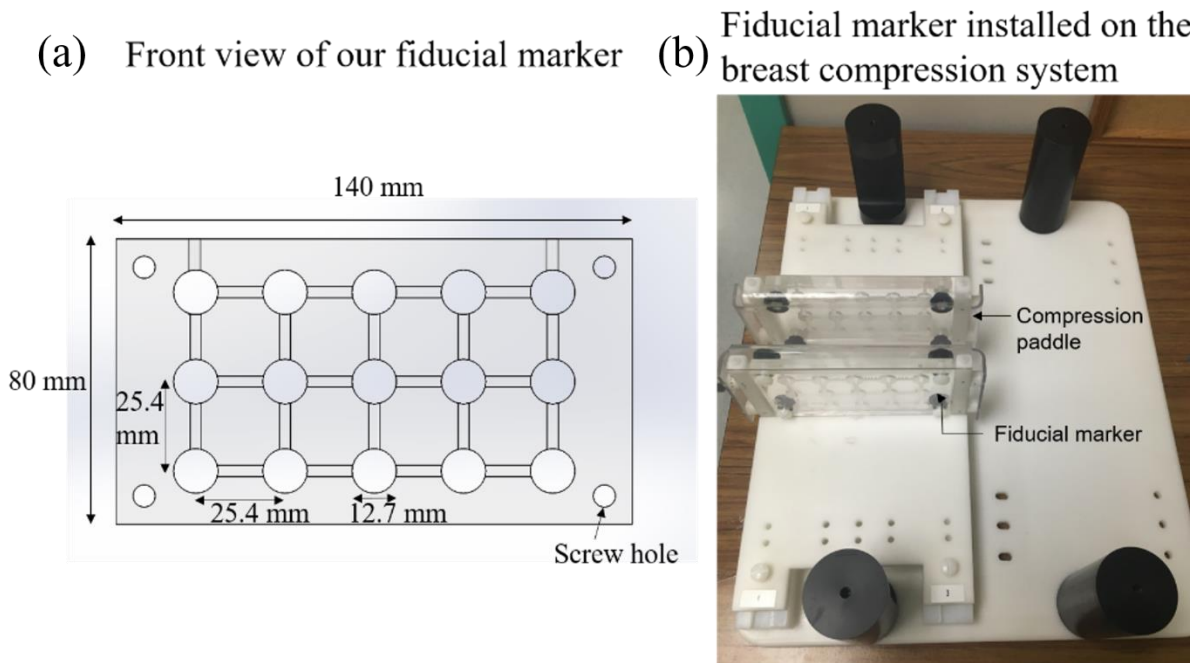 (a) Front view of our fiducial marker
(b) Fiducial marker installed on the
breast compression system
140 mm
80 mm
25.4
mm
25.4 mm
12.7 mm
Screw hole
Compression
paddle
Fiducial marker